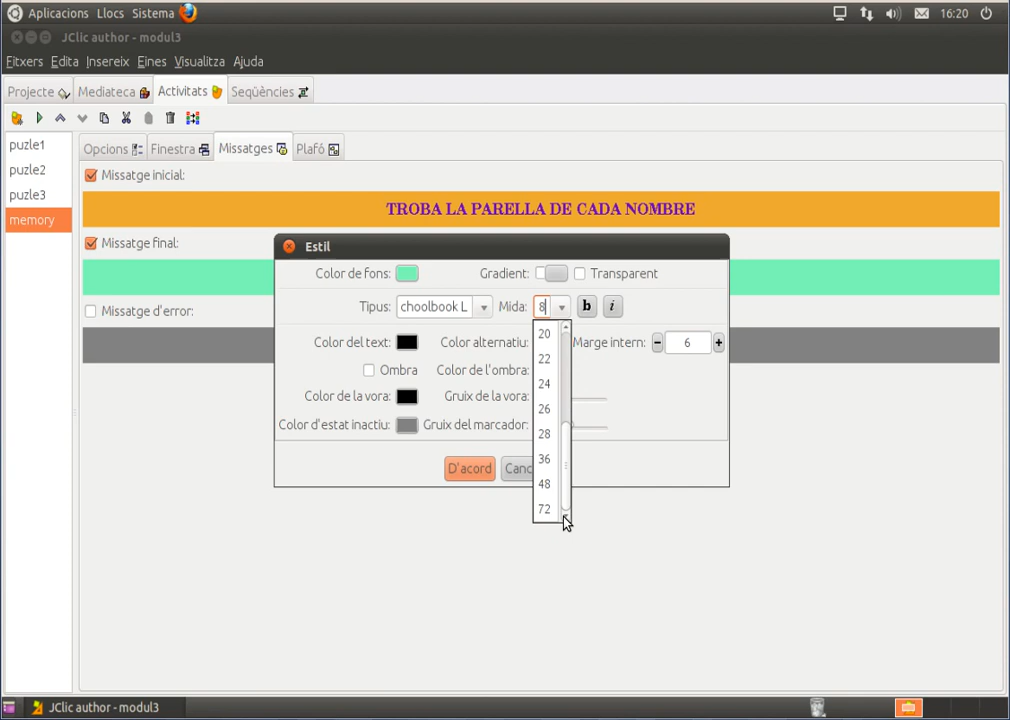 Aplicacions Llocs Sistema 16:20
JClic author - modul3
Fitxers Edita Insereix Eines Visualitza Ajuda
Projecte Mediateca Activitats Seqüències
puzle1
puzle2
puzle3
memory
Opcions Finestra Missatges Plafó
Missatge inicial:
TROBA LA PARELLA DE CADA NOMBRE
Missatge final:
Missatge d'error:
Estil
Color de fons: Gradient: Transparent
Tipus: choolbook L Mida: 8 b i
Color del text: Color alternatiu: Marge intern: - 6 +
Ombra Color de l'ombra:
Color de la vora: Gruix de la vora:
Color d'estat inactiu: Gruix del marcador:
D'acord Canc
20
22
24
26
28
36
48
72
JClic author - modul3